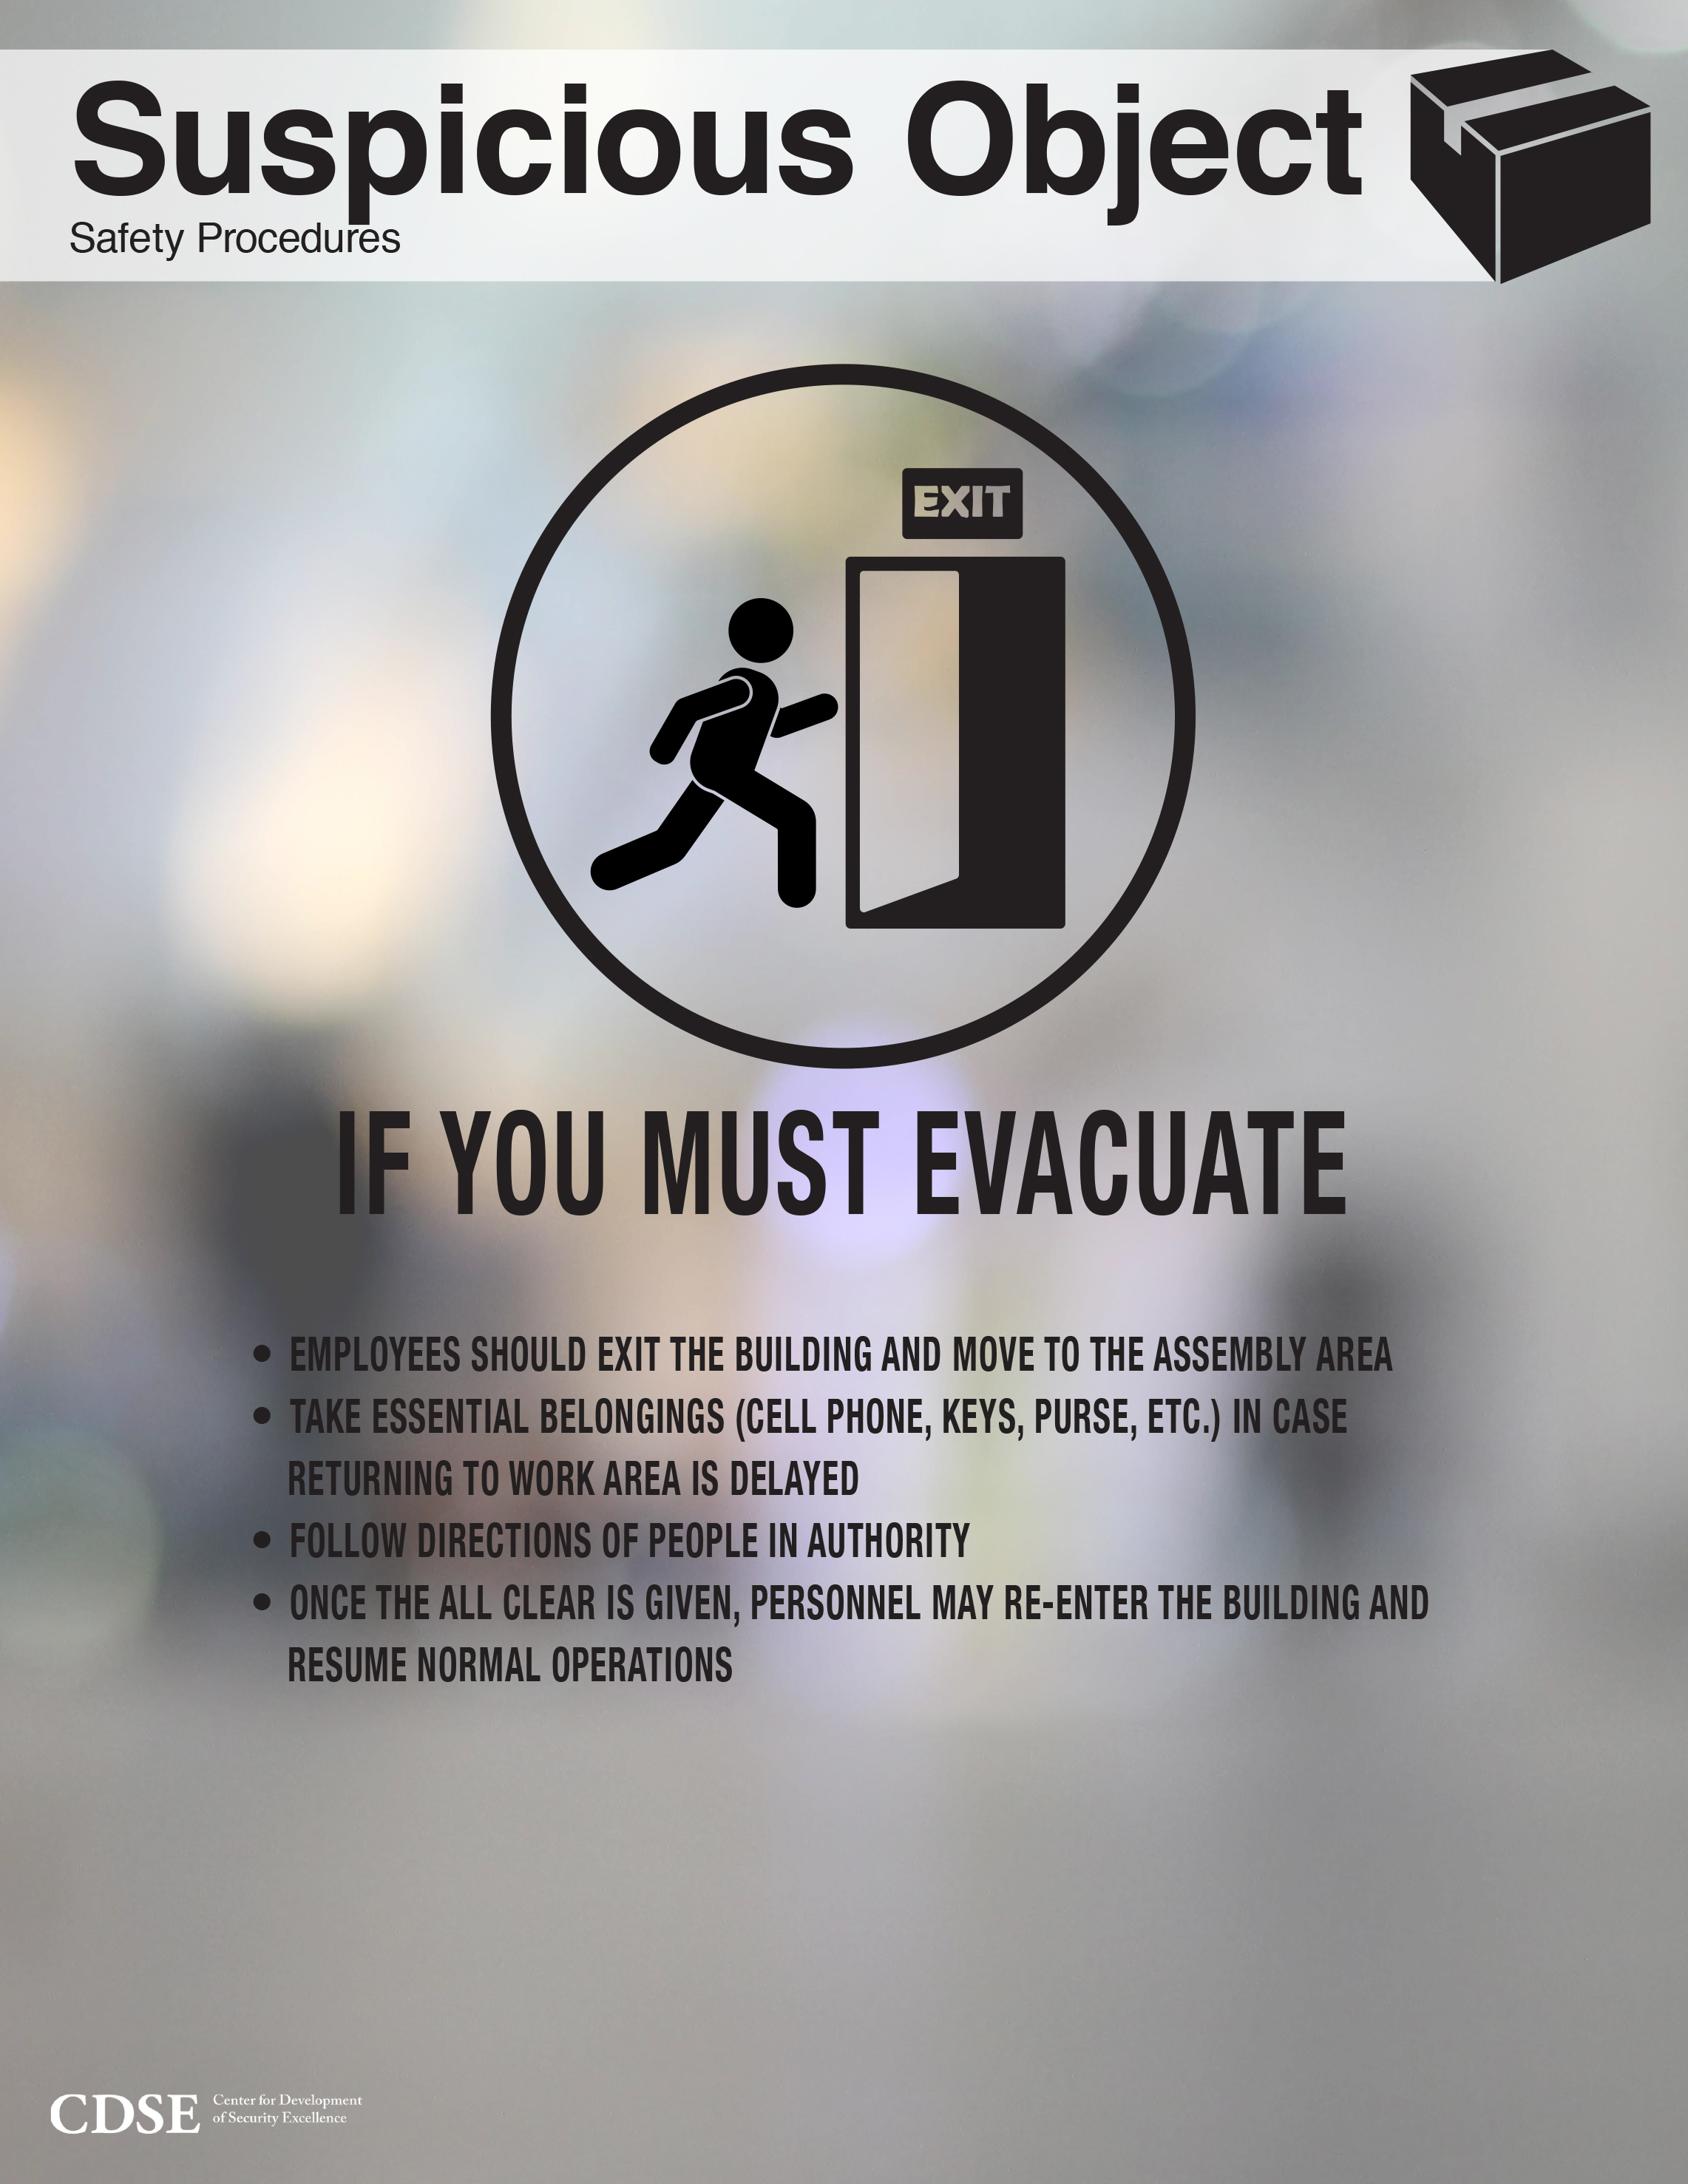 Suspicious Object
Safety Procedures
EXIT
IF YOU MUST EVACUATE
• EMPLOYEES SHOULD EXIT THE BUILDING AND MOVE TO THE ASSEMBLY AREA
• TAKE ESSENTIAL BELONGINGS (CELL PHONE, KEYS, PURSE, ETC.) IN CASE
RETURNING TO WORK AREA IS DELAYED
• FOLLOW DIRECTIONS OF PEOPLE IN AUTHORITY
• ONCE THE ALL CLEAR IS GIVEN, PERSONNEL MAY RE-ENTER THE BUILDING AND
RESUME NORMAL OPERATIONS
CDSE
Center for Development
of Security Excellence